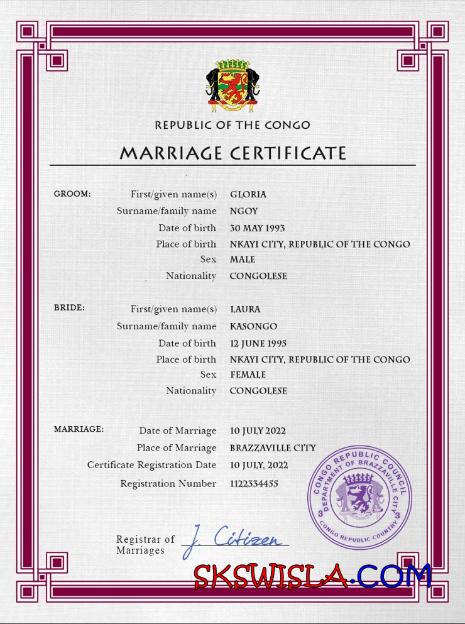 REPUBLIC OF THE CONGO
MARRIAGE CERTIFICATE
GROOM: First/given name(s) GLORIA
Surname/family name NGOY
Date of birth 30 MAY 1993
Place of birth NKAYI CITY, REPUBLIC OF THE CONGO
Sex MALE
Nationality CONGOLESE
BRIDE: First/given name(s) LAURA
Surname/family name KASONGO
Date of birth 12 JUNE 1995
Place of birth NKAYI CITY, REPUBLIC OF THE CONGO
Sex FEMALE
Nationality CONGOLESE
MARRIAGE: Date of Marriage 10 JULY 2022
Place of Marriage BRAZZAVILLE CITY
Certificate Registration Date 10 JULY, 2022
Registration Number 1122334455
CONGO REPUBLIC COUNCIL
DEPARTMENT OF BRAZZAVILLE CITY
3 3
CONGO REPUBLIC COUNTRY
Registrar of
Marriages J. Citizen
SKSWISLA.COM